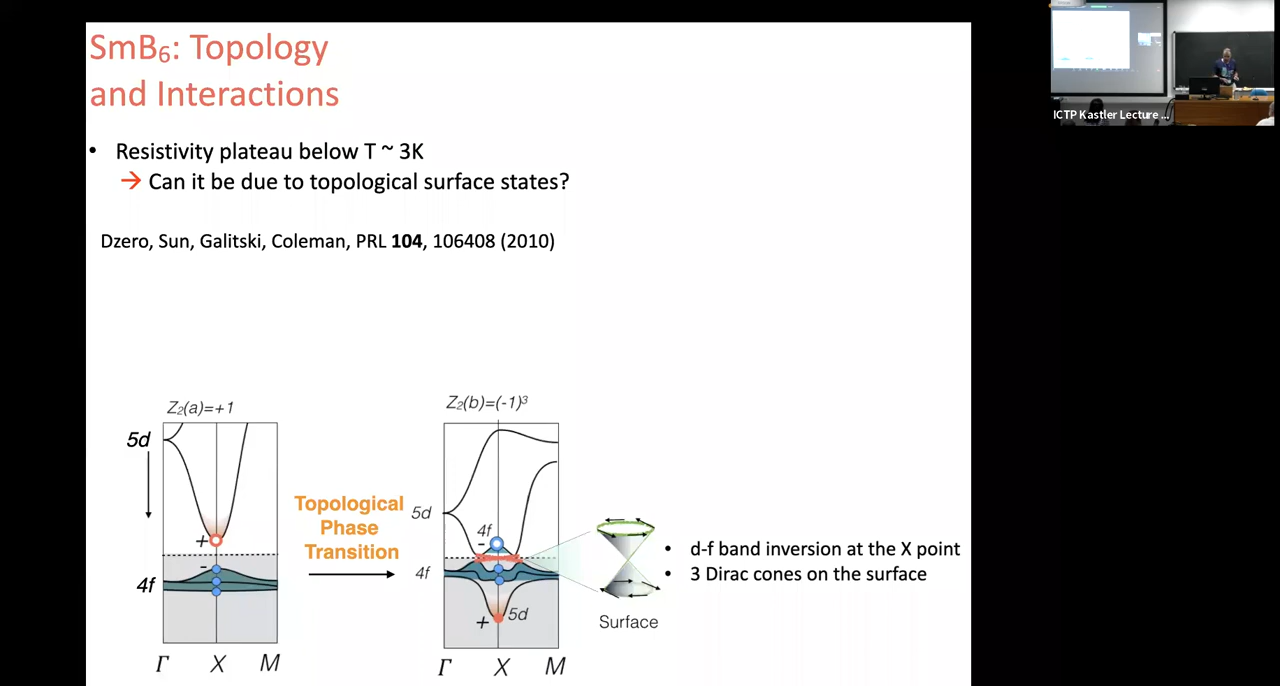 SmB₆: Topology
and Interactions
• Resistivity plateau below T ~ 3K
→ Can it be due to topological surface states?
Dzero, Sun, Galitski, Coleman, PRL 104, 106408 (2010)
Z₂(a)=+1
5d
+
-
4f
Γ X M
Topological
Phase
Transition
Z₂(b)=(-1)³
5d
4f
-
4f
+ 5d
Γ X M
Surface
• d-f band inversion at the X point
• 3 Dirac cones on the surface
ICTP Kastler Lecture ...